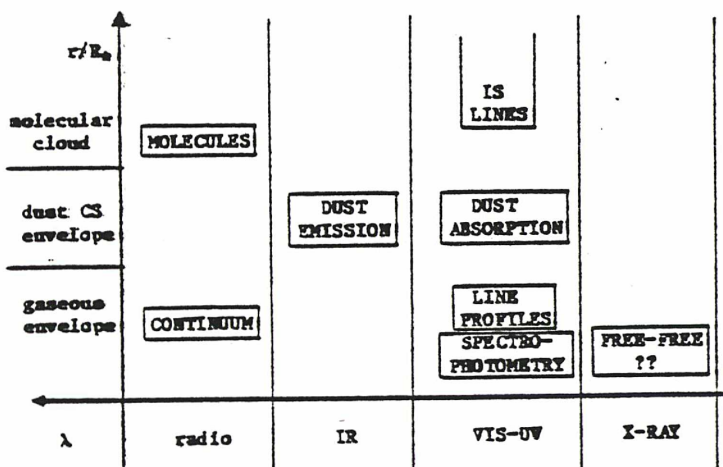 r/R*
IS
LINES
molecular
cloud
MOLECULES
dust CS
envelope
DUST
EMISSION
DUST
ABSORPTION
gaseous
envelope
CONTINUUM
LINE
PROFILES
SPECTRO-
PHOTOMETRY
FREE-FREE
??
λ
radio
IR
VIS-UV
X-RAY